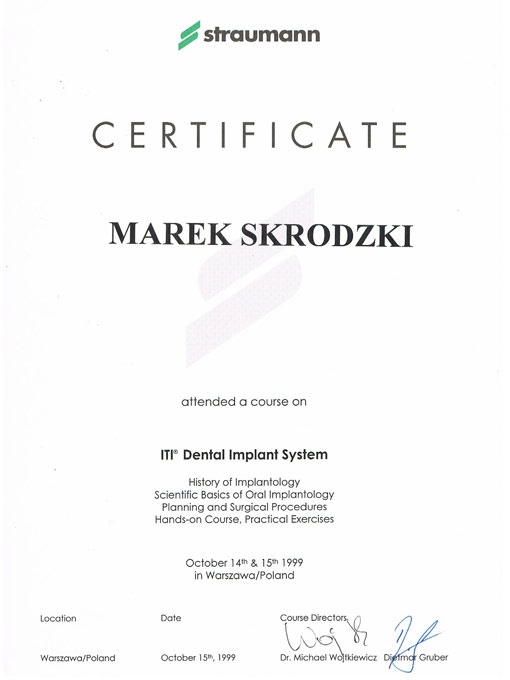 straumann
CERTIFICATE
MAREK SKRODZKI
attended a course on
ITI® Dental Implant System
History of Implantology
Scientific Basics of Oral Implantology
Planning and Surgical Procedures
Hands-on Course, Practical Exercises
October 14th & 15th 1999
in Warszawa/Poland
Location Date Course Directors
Warszawa/Poland October 15th, 1999 Dr. Michael Wojtkiewicz Dietmar Gruber